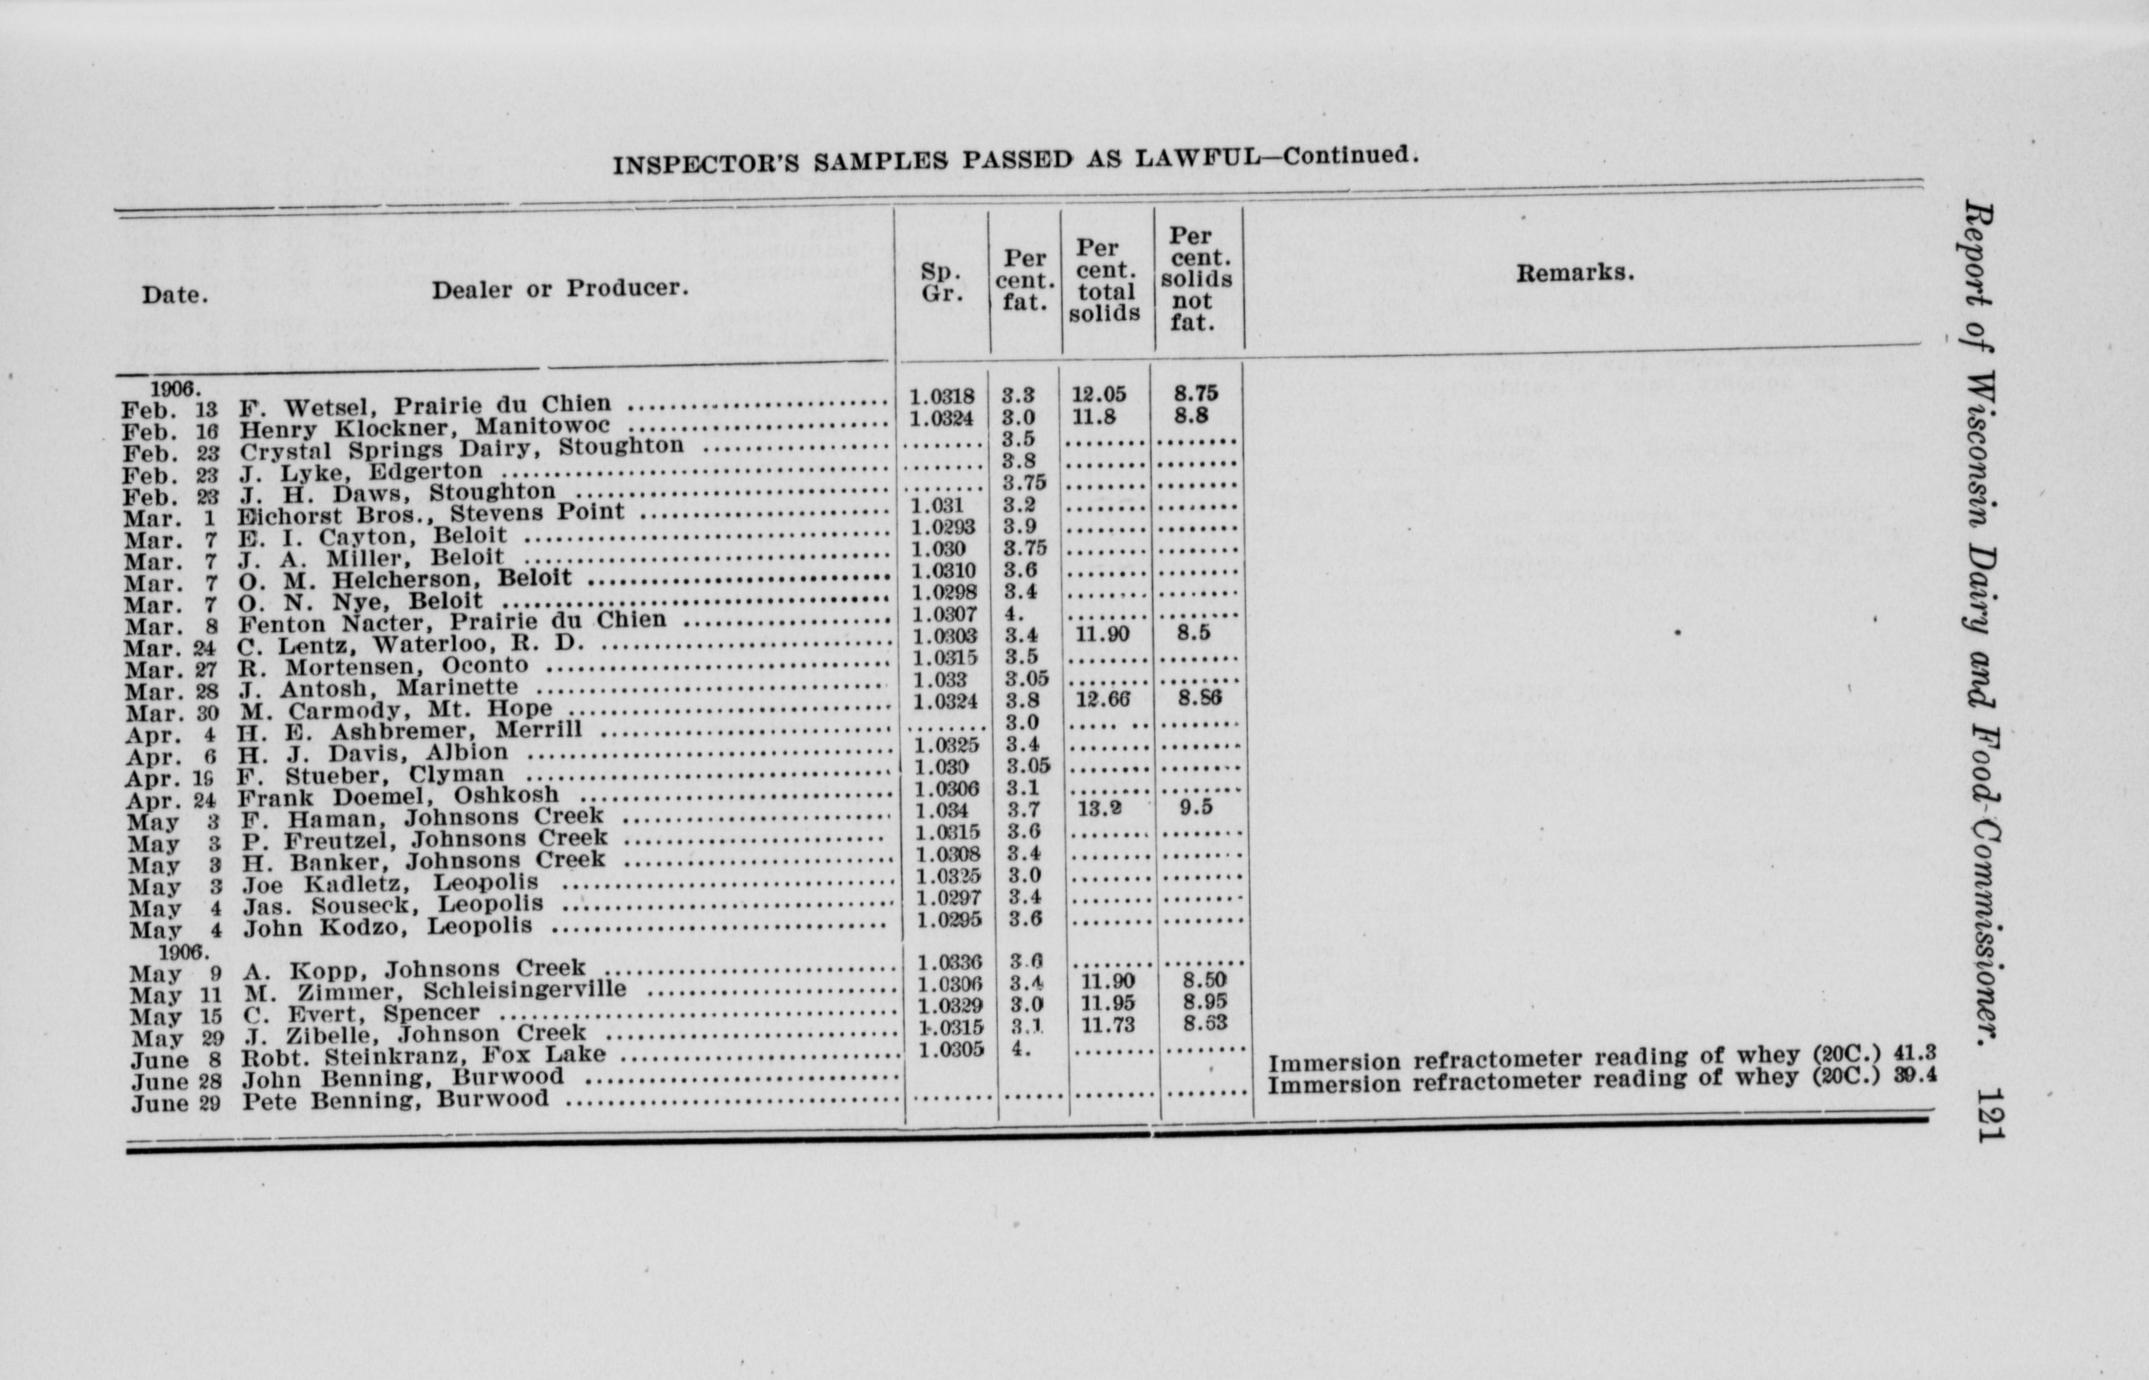 INSPECTOR'S SAMPLES PASSED AS LAWFUL—Continued.
Date. Dealer or Producer. Sp. Gr. Per cent. fat. Per cent. total solids Per cent. solids not fat. Remarks.
1906.
Feb. 13 F. Wetsel, Prairie du Chien 1.0318 3.3 12.05 8.75
Feb. 16 Henry Klockner, Manitowoc 1.0324 3.0 11.8 8.8
Feb. 23 Crystal Springs Dairy, Stoughton ........ 3.5 ........ ........
Feb. 23 J. Lyke, Edgerton ........ 3.8 ........ ........
Feb. 23 J. H. Daws, Stoughton ........ 3.75 ........ ........
Mar. 1 Eichorst Bros., Stevens Point 1.031 3.2 ........ ........
Mar. 7 E. I. Cayton, Beloit 1.0293 3.9 ........ ........
Mar. 7 J. A. Miller, Beloit 1.030 3.75 ........ ........
Mar. 7 O. M. Helcherson, Beloit 1.0310 3.6 ........ ........
Mar. 7 O. N. Nye, Beloit 1.0298 3.4 ........ ........
Mar. 8 Fenton Nacter, Prairie du Chien 1.0307 4. ........ ........
Mar. 24 C. Lentz, Waterloo, R. D. 1.0303 3.4 11.90 8.5
Mar. 27 R. Mortensen, Oconto 1.0315 3.5 ........ ........
Mar. 28 J. Antosh, Marinette 1.033 3.05 ........ ........
Mar. 30 M. Carmody, Mt. Hope 1.0324 3.8 12.66 8.86
Apr. 4 H. E. Ashbremer, Merrill ........ 3.0 ........ ........
Apr. 6 H. J. Davis, Albion 1.0325 3.4 ........ ........
Apr. F. Stueber, Clyman 1.030 3.05 ........ ........
Apr. 24 Frank Doemel, Oshkosh 1.0306 3.1 ........ ........
May 3 F. Haman, Johnsons Creek 1.034 3.7 13.2 9.5
May 3 P. Freutzel, Johnsons Creek 1.0315 3.6 ........ ........
May 3 H. Banker, Johnsons Creek 1.0308 3.4 ........ ........
May 3 Joe Kadletz, Leopolis 1.0325 3.0 ........ ........
May 4 Jas. Souseck, Leopolis 1.0297 3.4 ........ ........
May 4 John Kodzo, Leopolis 1.0295 3.6 ........ ........
1906.
May 9 A. Kopp, Johnsons Creek 1.0336 3.6 ........ ........
May 11 M. Zimmer, Schleisingerville 1.0306 3.4 11.90 8.50
May 15 C. Evert, Spencer 1.0329 3.0 11.95 8.95
May 29 J. Zibelle, Johnson Creek 1.0315 3.1 11.73 8.63
June 8 Robt. Steinkranz, Fox Lake 1.0305 4. ........ ........
June 28 John Benning, Burwood Immersion refractometer reading of whey (20C.) 41.3
June 29 Pete Benning, Burwood ........ ...... ........ ........ Immersion refractometer reading of whey (20C.) 39.4
Report of Wisconsin Dairy and Food Commissioner. 121